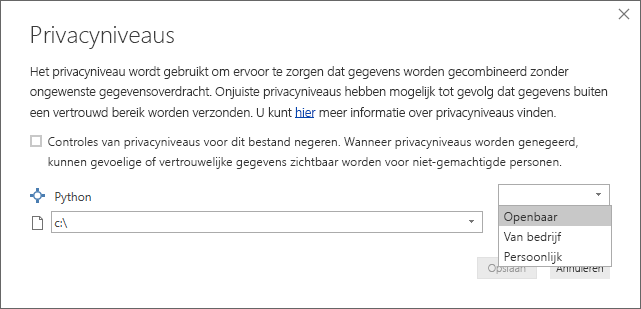 Privacyniveaus
Het privacyniveau wordt gebruikt om ervoor te zorgen dat gegevens worden gecombineerd zonder
ongewenste gegevensoverdracht. Onjuiste privacyniveaus hebben mogelijk tot gevolg dat gegevens buiten
een vertrouwd bereik worden verzonden. U kunt hier meer informatie over privacyniveaus vinden.
Controles van privacyniveaus voor dit bestand negeren. Wanneer privacyniveaus worden genegeerd,
kunnen gevoelige of vertrouwelijke gegevens zichtbaar worden voor niet-gemachtigde personen.
Python
c:\
Openbaar
Van bedrijf
Persoonlijk
Opslaan Annuleren